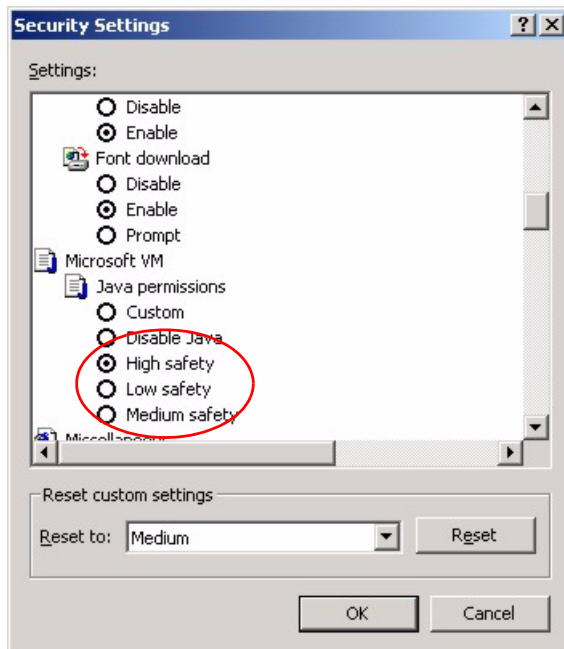 Security Settings
Settings:
Disable
Enable
Font download
Disable
Enable
Prompt
Microsoft VM
Java permissions
Custom
Disable Java
High safety
Low safety
Medium safety
Miscellaneous
Reset custom settings
Reset to: Medium Reset
OK Cancel